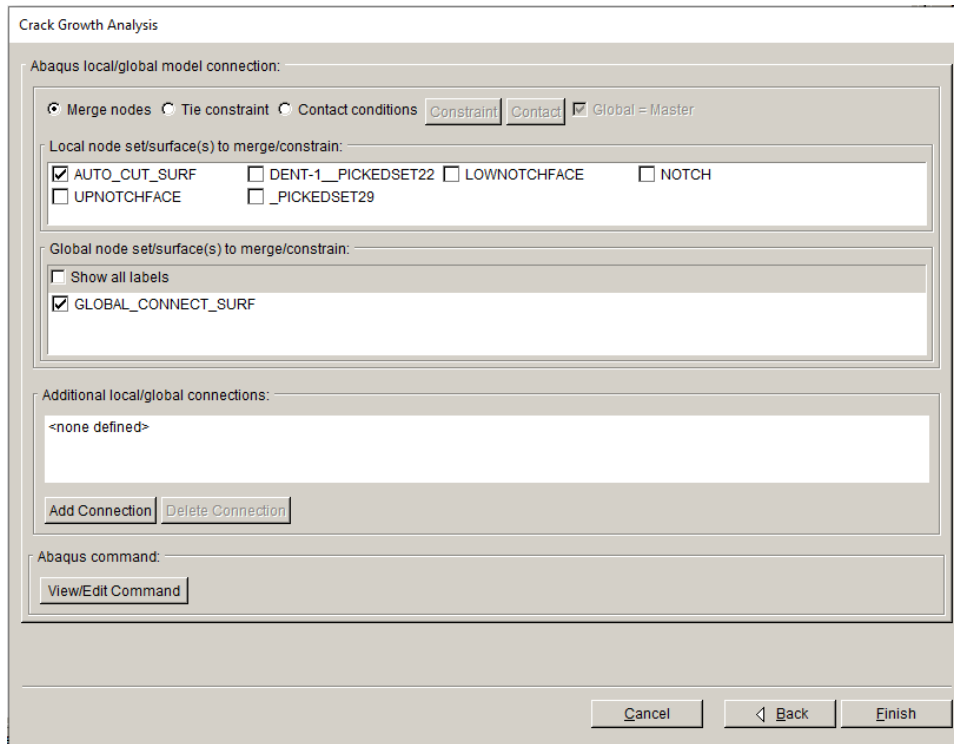 Crack Growth Analysis
Abaqus local/global model connection:
Merge nodes Tie constraint Contact conditions Constraint Contact Global = Master
Local node set/surface(s) to merge/constrain:
AUTO_CUT_SURF DENT-1__PICKEDSET22 LOWNOTCHFACE NOTCH
UPNOTCHFACE _PICKEDSET29
Global node set/surface(s) to merge/constrain:
Show all labels
GLOBAL_CONNECT_SURF
Additional local/global connections:
<none defined>
Add Connection Delete Connection
Abaqus command:
View/Edit Command
Cancel Back Finish